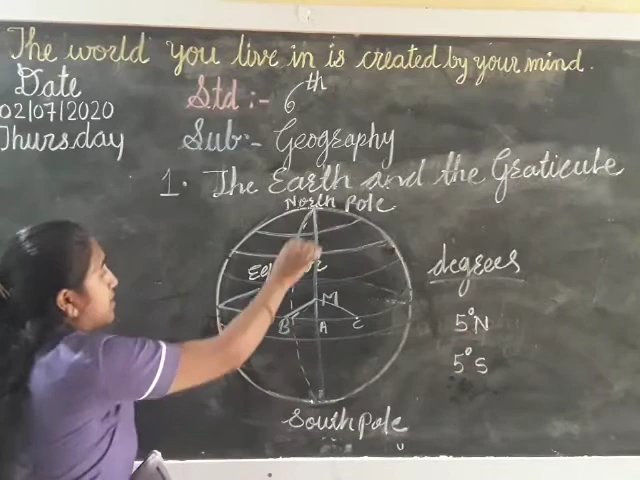 The world you live in is created by your mind.
Date
02/07/2020
Thursday
Std :- 6th
Sub :- Geography
1. The Earth and the Graticule
North Pole
degrees
M
B A C
5°N
5°S
E
South Pole